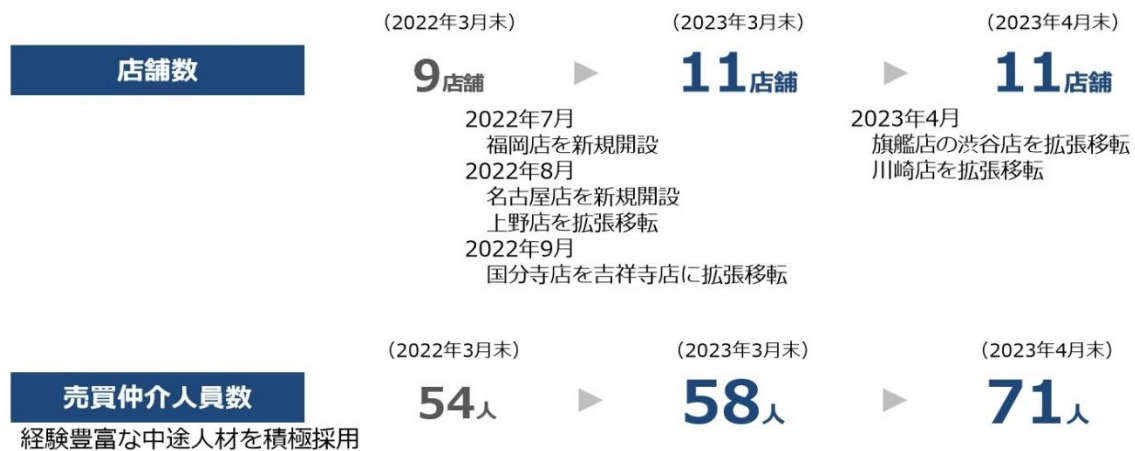 （2022年3月末） （2023年3月末） （2023年4月末）
店舗数 9店舗 ▶ 11店舗 ▶ 11店舗
2022年7月
福岡店を新規開設
2022年8月
名古屋店を新規開設
上野店を拡張移転
2022年9月
国分寺店を吉祥寺店に拡張移転
2023年4月
旗艦店の渋谷店を拡張移転
川崎店を拡張移転
（2022年3月末） （2023年3月末） （2023年4月末）
売買仲介人員数 54人 ▶ 58人 ▶ 71人
経験豊富な中途人材を積極採用